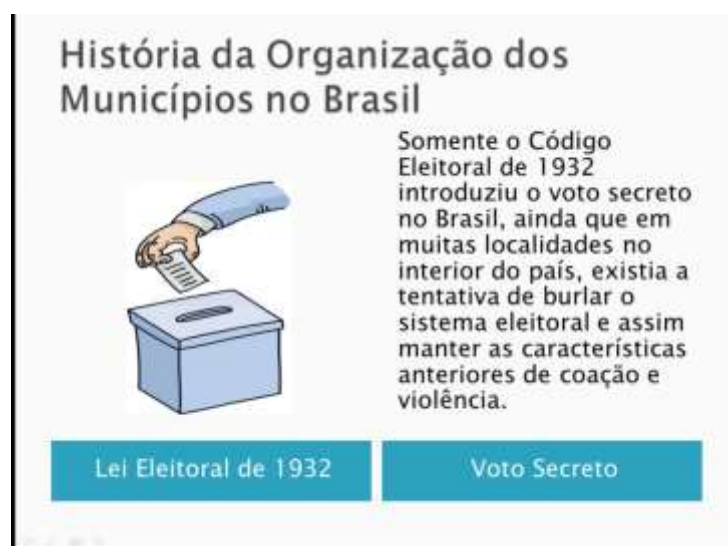 História da Organização dos
Municípios no Brasil
Somente o Código
Eleitoral de 1932
introduziu o voto secreto
no Brasil, ainda que em
muitas localidades no
interior do país, existia a
tentativa de burlar o
sistema eleitoral e assim
manter as características
anteriores de coação e
violência.
Lei Eleitoral de 1932
Voto Secreto